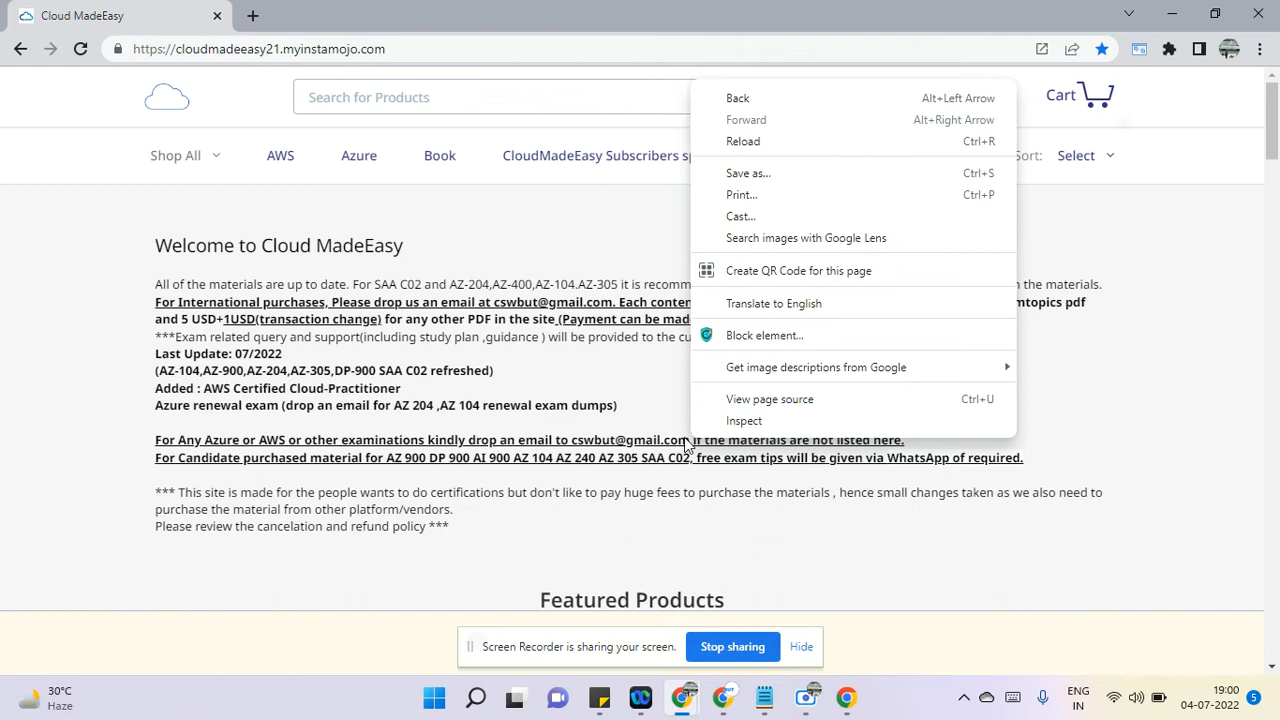 Cloud MadeEasy
https://cloudmadeeasy21.myinstamojo.com
Search for Products
Cart
Shop All
AWS
Azure
Book
CloudMadeEasy Subscribers sp
Sort:
Select
Back Alt+Left Arrow
Forward Alt+Right Arrow
Reload Ctrl+R
Save as... Ctrl+S
Print... Ctrl+P
Cast...
Search images with Google Lens
Create QR Code for this page
Translate to English
Block element...
Get image descriptions from Google
View page source Ctrl+U
Inspect
Welcome to Cloud MadeEasy
All of the materials are up to date. For SAA C02 and AZ-204,AZ-400,AZ-104.AZ-305 it is recomm n the materials.
For International purchases, Please drop us an email at cswbut@gmail.com. Each conten mtopics pdf
and 5 USD+1USD(transaction change) for any other PDF in the site (Payment can be made
***Exam related query and support(including study plan ,guidance ) will be provided to the cu
Last Update: 07/2022
(AZ-104,AZ-900,AZ-204,AZ-305,DP-900 SAA C02 refreshed)
Added : AWS Certified Cloud-Practitioner
Azure renewal exam (drop an email for AZ 204 ,AZ 104 renewal exam dumps)
For Any Azure or AWS or other examinations kindly drop an email to cswbut@gmail.com if the materials are not listed here.
For Candidate purchased material for AZ 900 DP 900 AI 900 AZ 104 AZ 240 AZ 305 SAA C02, free exam tips will be given via WhatsApp of required.
*** This site is made for the people wants to do certifications but don't like to pay huge fees to purchase the materials , hence small changes taken as we also need to
purchase the material from other platform/vendors.
Please review the cancelation and refund policy ***
Featured Products
Screen Recorder is sharing your screen.
Stop sharing
Hide
30°C
Haze
ENG
IN
19:00
04-07-2022
5